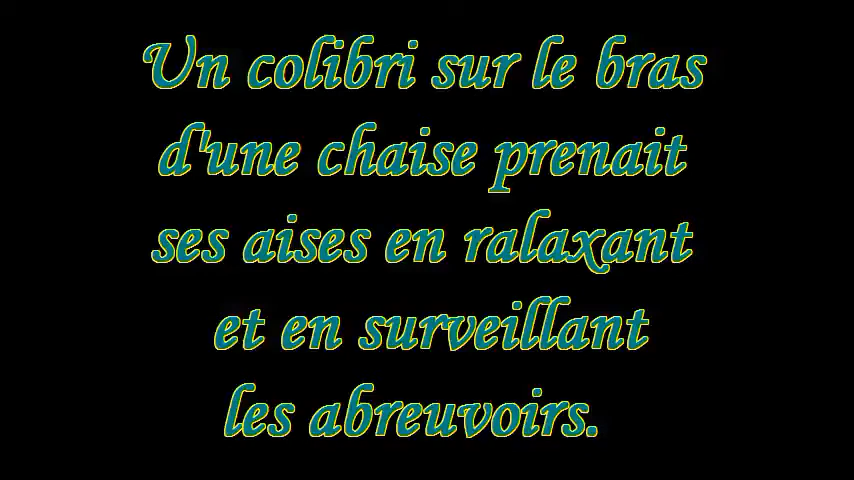 Un colibri sur le bras
d'une chaise prenait
ses aises en ralaxant
et en surveillant
les abreuvoirs.